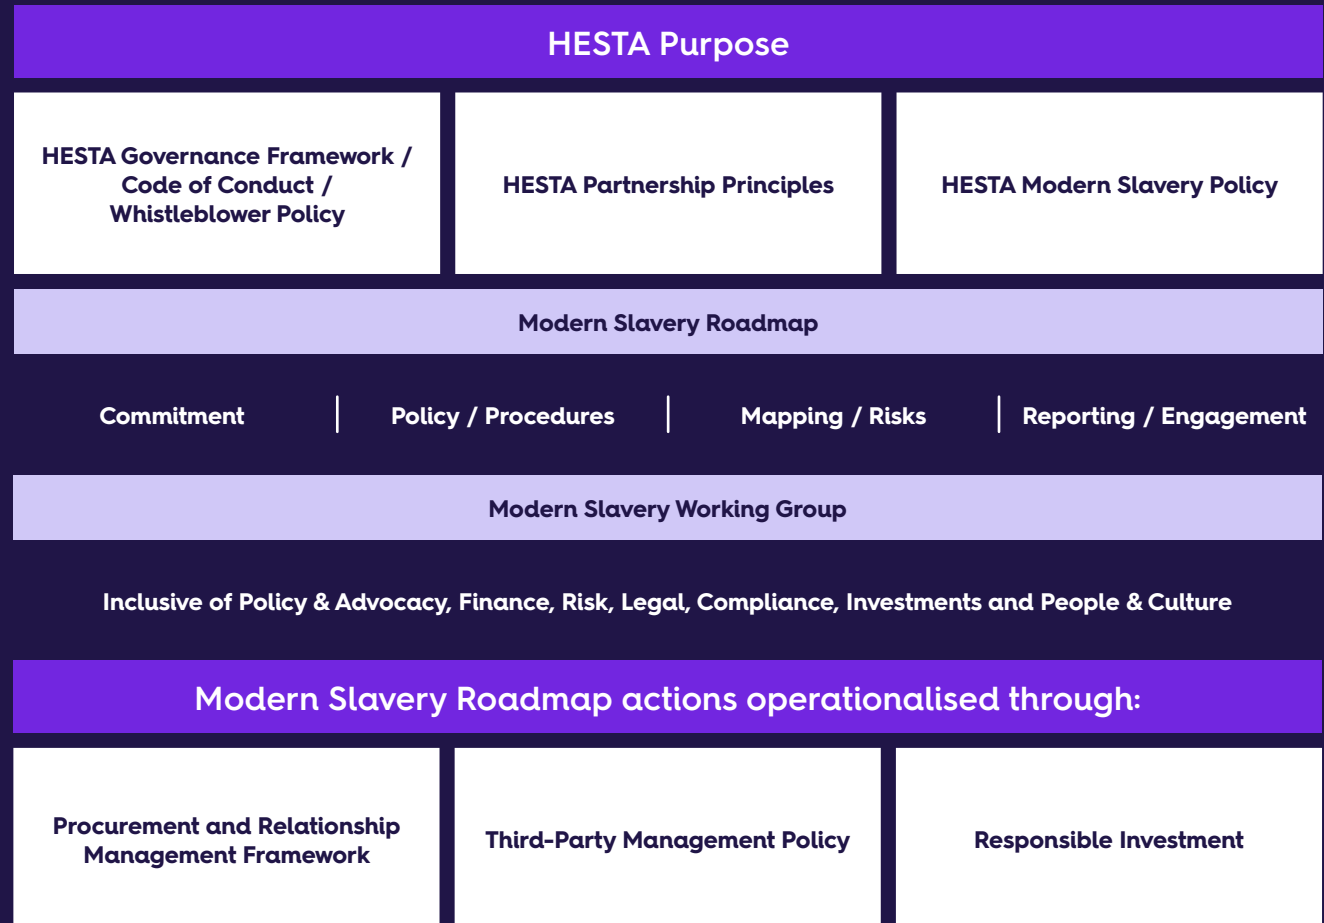 HESTA Purpose
HESTA Governance Framework /
Code of Conduct /
Whistleblower Policy
HESTA Partnership Principles
HESTA Modern Slavery Policy
Modern Slavery Roadmap
Commitment
Policy / Procedures
Mapping / Risks
Reporting / Engagement
Modern Slavery Working Group
Inclusive of Policy & Advocacy, Finance, Risk, Legal, Compliance, Investments and People & Culture
Modern Slavery Roadmap actions operationalised through:
Procurement and Relationship
Management Framework
Third-Party Management Policy
Responsible Investment